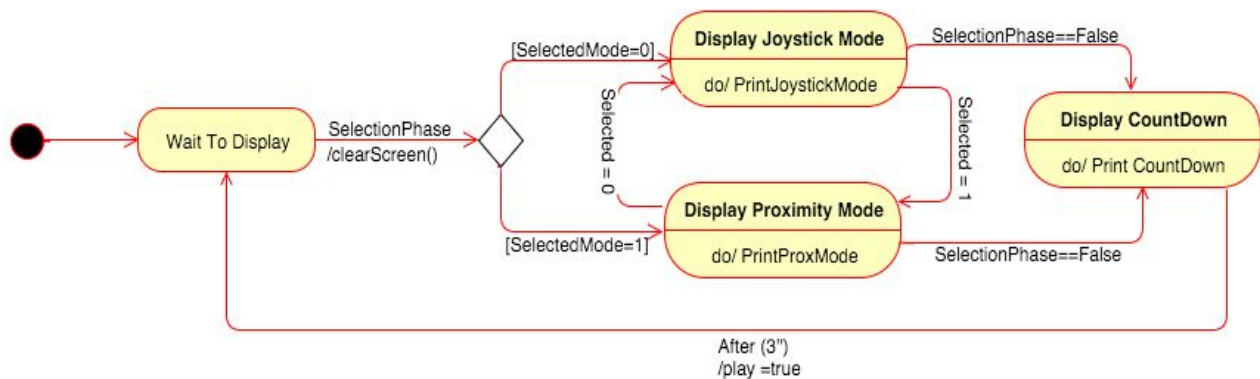 Display Joystick Mode
SelectionPhase==False
[SelectedMode=0]
do/ PrintJoystickMode
Selected = 0
Selected = 1
Display CountDown
do/ Print CountDown
Wait To Display
SelectionPhase
/clearScreen()
Display Proximity Mode
[SelectedMode=1]
do/ PrintProxMode
SelectionPhase==False
After (3")
/play =true